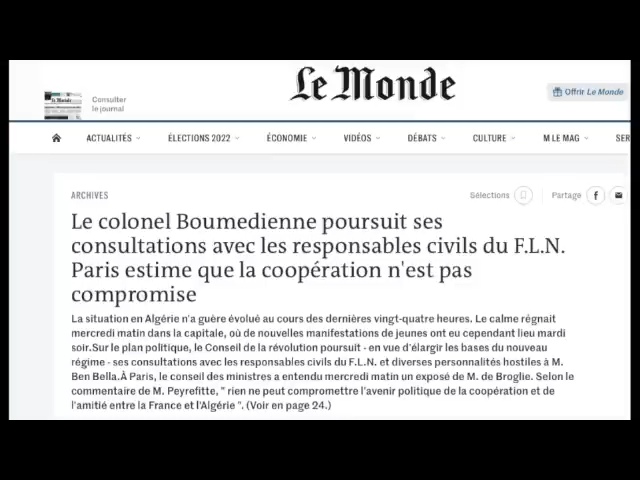 Le Monde
Consulter
le journal
Offrir Le Monde
ACTUALITÉS ÉLECTIONS 2022 ÉCONOMIE VIDÉOS DÉBATS CULTURE M LE MAG SER
ARCHIVES
Sélections Partage
Le colonel Boumedienne poursuit ses
consultations avec les responsables civils du F.L.N.
Paris estime que la coopération n'est pas
compromise
La situation en Algérie n'a guère évolué au cours des dernières vingt-quatre heures. Le calme régnait
mercredi matin dans la capitale, où de nouvelles manifestations de jeunes ont eu cependant lieu mardi
soir.Sur le plan politique, le Conseil de la révolution poursuit - en vue d'élargir les bases du nouveau
régime - ses consultations avec les responsables civils du F.L.N. et diverses personnalités hostiles à M.
Ben Bella.À Paris, le conseil des ministres a entendu mercredi matin un exposé de M. de Broglie. Selon le
commentaire de M. Peyrefitte, " rien ne peut compromettre l'avenir politique de la coopération et de
l'amitié entre la France et l'Algérie ". (Voir en page 24.)